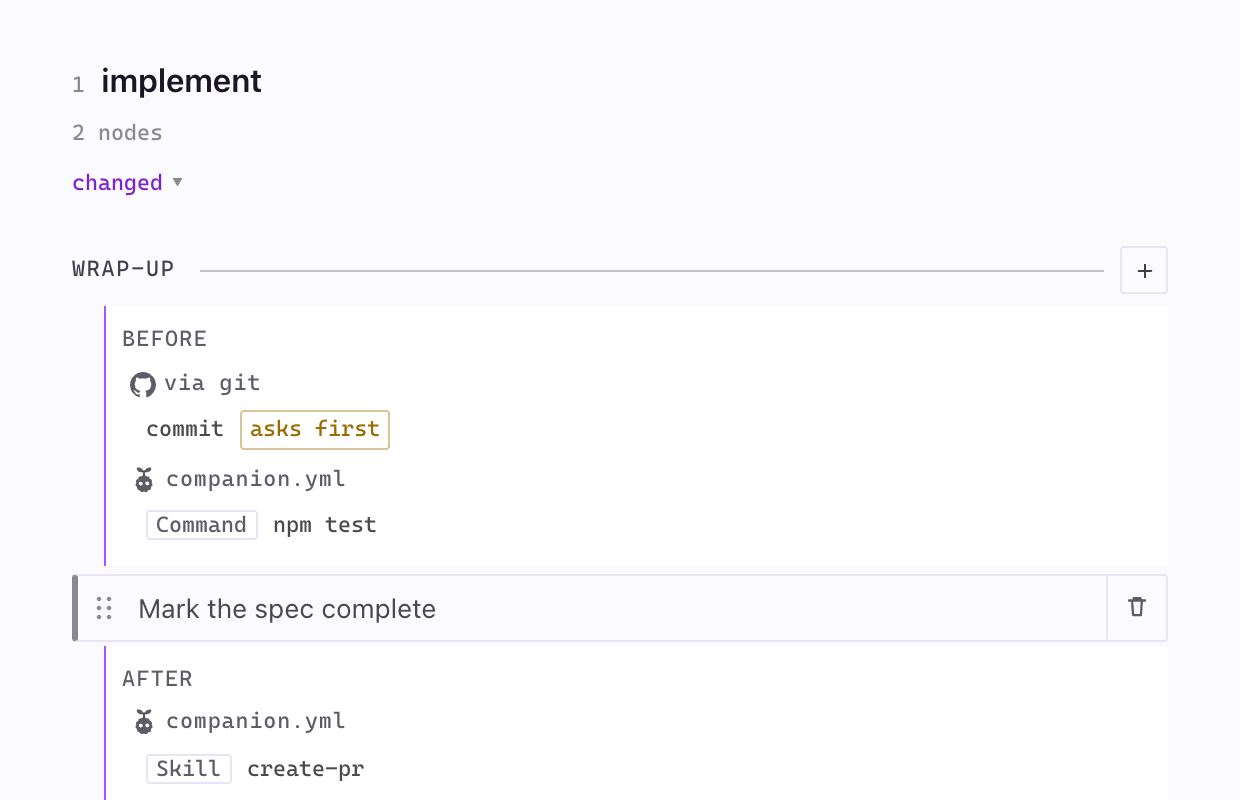 1 implement
2 nodes
changed ▼
WRAP-UP
+
BEFORE
via git
commit asks first
companion.yml
Command npm test
Mark the spec complete
AFTER
companion.yml
Skill create-pr